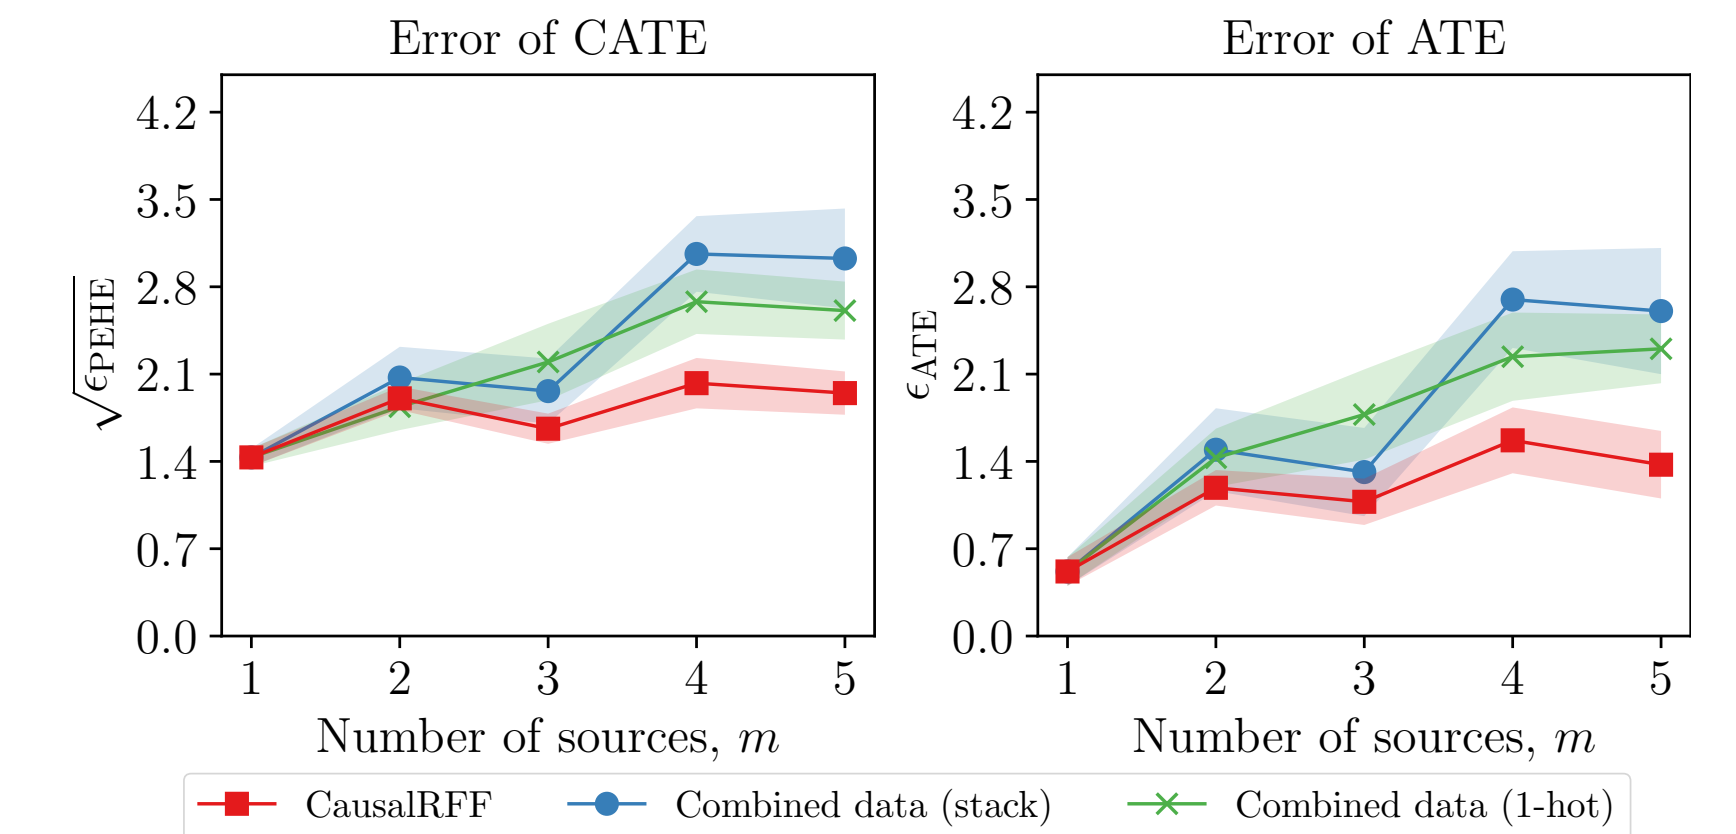 Error of CATE
4.2
3.5
2.8
2.1
1.4
0.7
0.0
√ϵPEHE
1 2 3 4 5
Number of sources, m
Error of ATE
4.2
3.5
2.8
2.1
1.4
0.7
0.0
ϵATE
1 2 3 4 5
Number of sources, m
CausalRFF Combined data (stack) Combined data (1-hot)